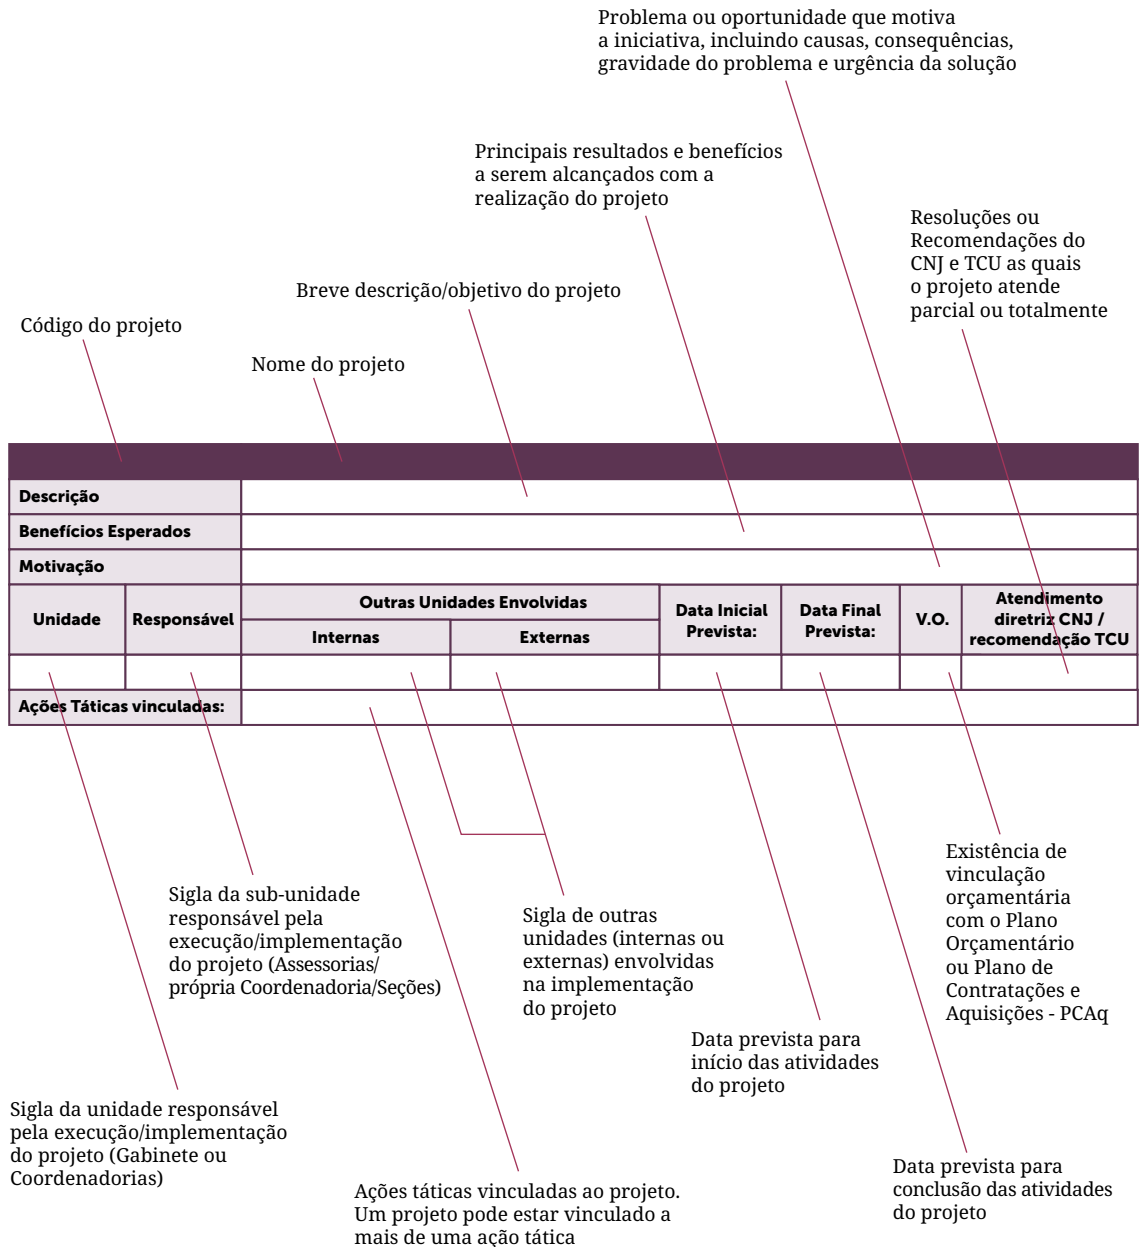 Problema ou oportunidade que motiva
a iniciativa, incluindo causas, consequências,
gravidade do problema e urgência da solução
Principais resultados e benefícios
a serem alcançados com a
realização do projeto
Resoluções ou
Recomendações do
CNJ e TCU as quais
o projeto atende
parcial ou totalmente
Breve descrição/objetivo do projeto
Código do projeto
Nome do projeto
Descrição
Benefícios Esperados
Motivação
Unidade
Responsável
Outras Unidades Envolvidas
Internas
Externas
Data Inicial
Prevista:
Data Final
Prevista:
V.O.
Atendimento
diretriz CNJ /
recomendação TCU
Ações Táticas vinculadas:
Existência de
vinculação
orçamentária
com o Plano
Orçamentário
ou Plano de
Contratações e
Aquisições - PCAq
Sigla da sub-unidade
responsável pela
execução/implementação
do projeto (Assessorias/
própria Coordenadoria/Seções)
Sigla de outras
unidades (internas ou
externas) envolvidas
na implementação
do projeto
Data prevista para
início das atividades
do projeto
Sigla da unidade responsável
pela execução/implementação
do projeto (Gabinete ou
Coordenadorias)
Data prevista para
conclusão das atividades
do projeto
Ações táticas vinculadas ao projeto.
Um projeto pode estar vinculado a
mais de uma ação tática